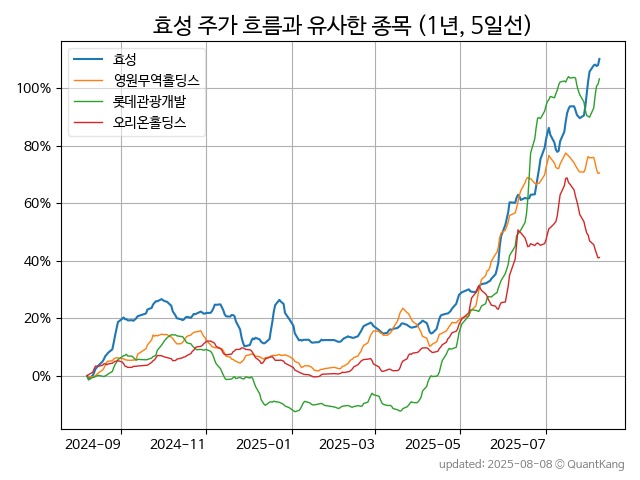 효성 주가 흐름과 유사한 종목 (1년, 5일선)
효성
영원무역홀딩스
롯데관광개발
오리온홀딩스
100%
80%
60%
40%
20%
0%
2024-09 2024-11 2025-01 2025-03 2025-05 2025-07
updated: 2025-08-08 © QuantKang